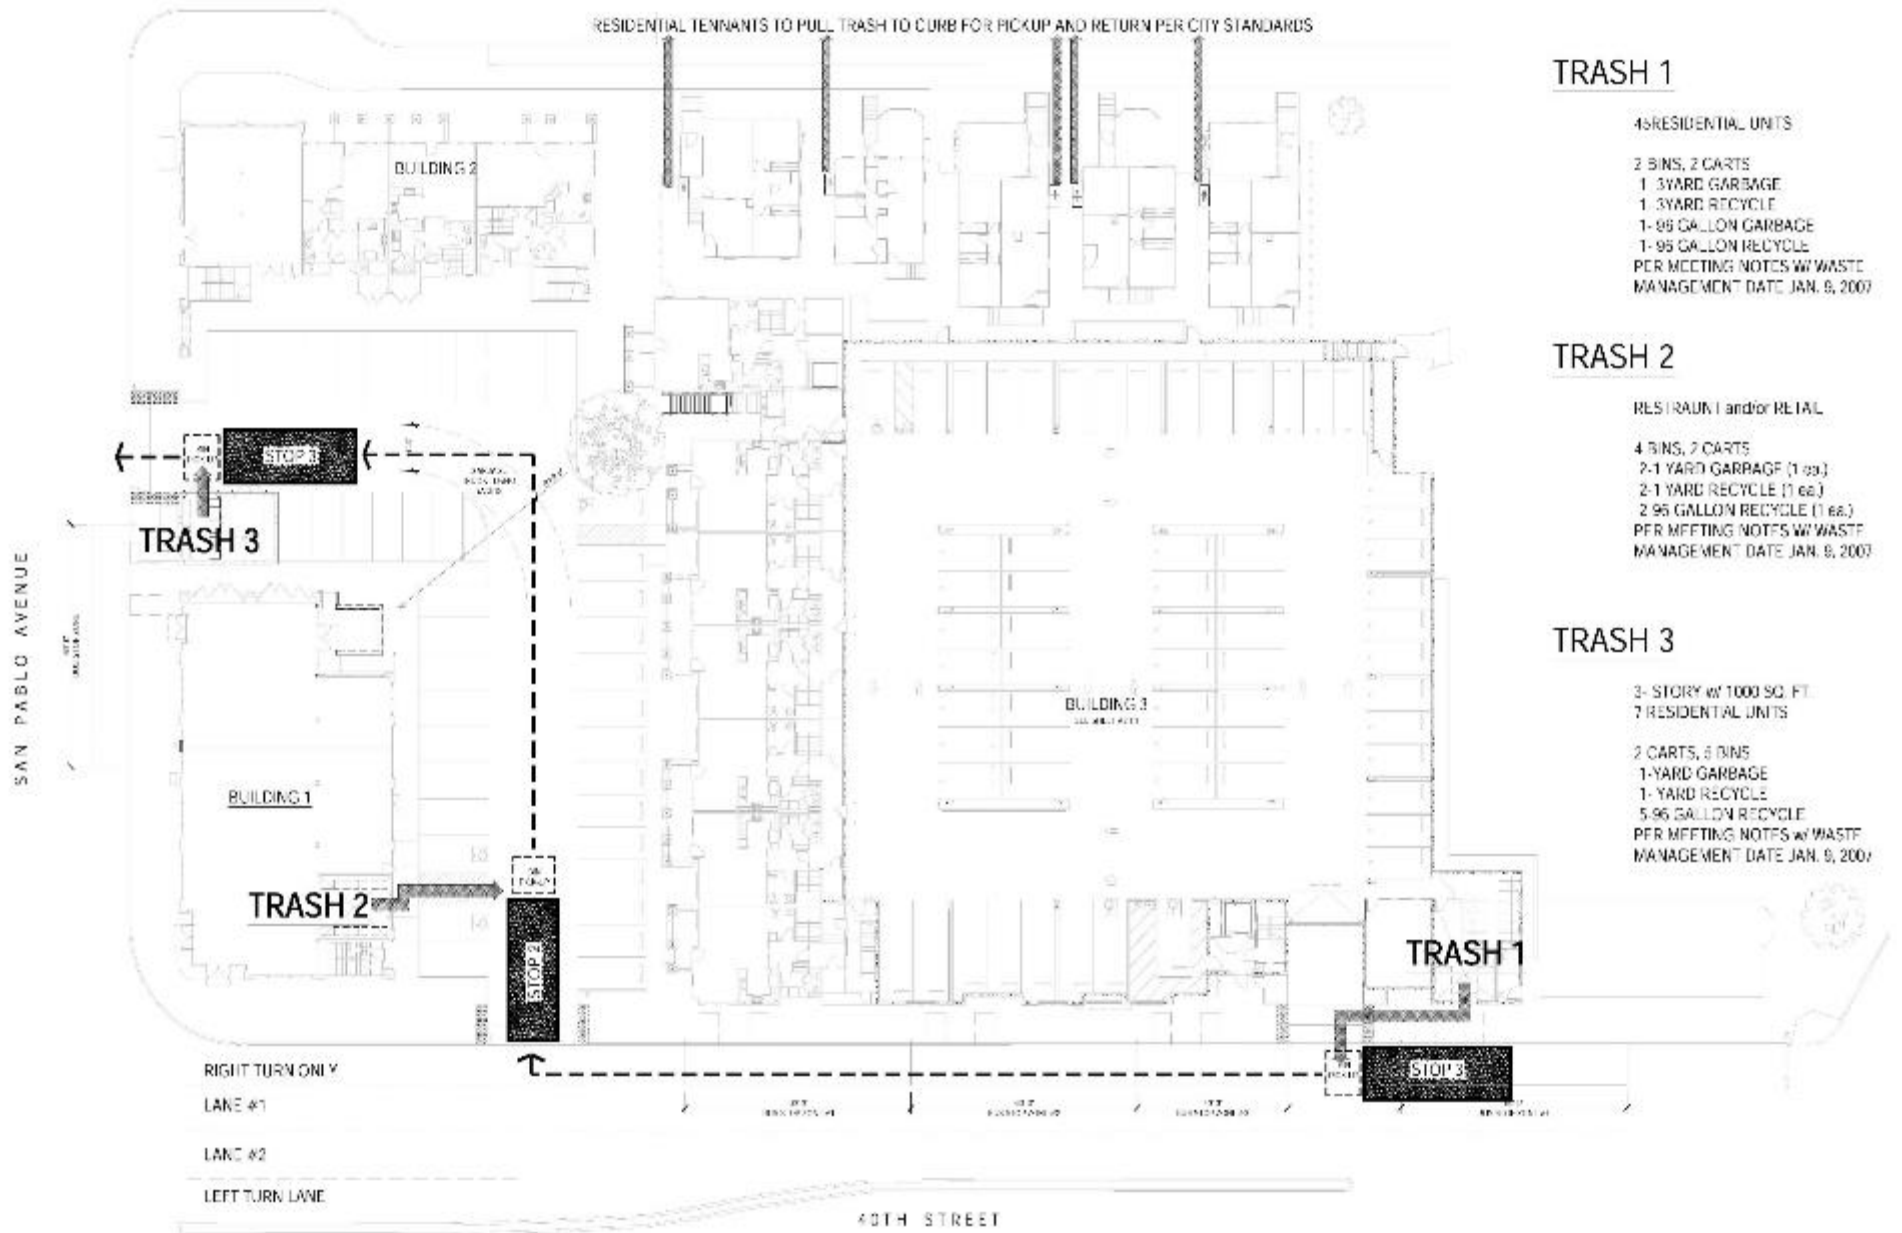 RESIDENTIAL TENNANTS TO PULL TRASH TO CURB FOR PICKUP AND RETURN PER CITY STANDARDS
BUILDING 2
STOP 3
TRASH 3
SAN PABLO AVENUE
BUILDING 1
TRASH 2
STOP 2
BUILDING 3
TRASH 1
STOP 3
RIGHT TURN ONLY
LANE #1
LANE #2
LEFT TURN LANE
40TH STREET
TRASH 1
45 RESIDENTIAL UNITS
2 BINS, 2 CARTS
1 3YARD GARBAGE
1 3YARD RECYCLE
1- 96 GALLON GARBAGE
1- 96 GALLON RECYCLE
PER MEETING NOTES W/ WASTE
MANAGEMENT DATE JAN. 9, 2007
TRASH 2
RESTRAUNT and/or RETAIL
4 BINS, 2 CARTS
2-1 YARD GARBAGE (1 ea.)
2-1 YARD RECYCLE (1 ea.)
2 96 GALLON RECYCLE (1 ea.)
PER MEETING NOTES W/ WASTE
MANAGEMENT DATE JAN. 9, 2007
TRASH 3
3- STORY w/ 1000 SQ. FT.
7 RESIDENTIAL UNITS
2 CARTS, 5 BINS
1-YARD GARBAGE
1- YARD RECYCLE
5-96 GALLON RECYCLE
PER MEETING NOTES w/ WASTE
MANAGEMENT DATE JAN. 9, 2007